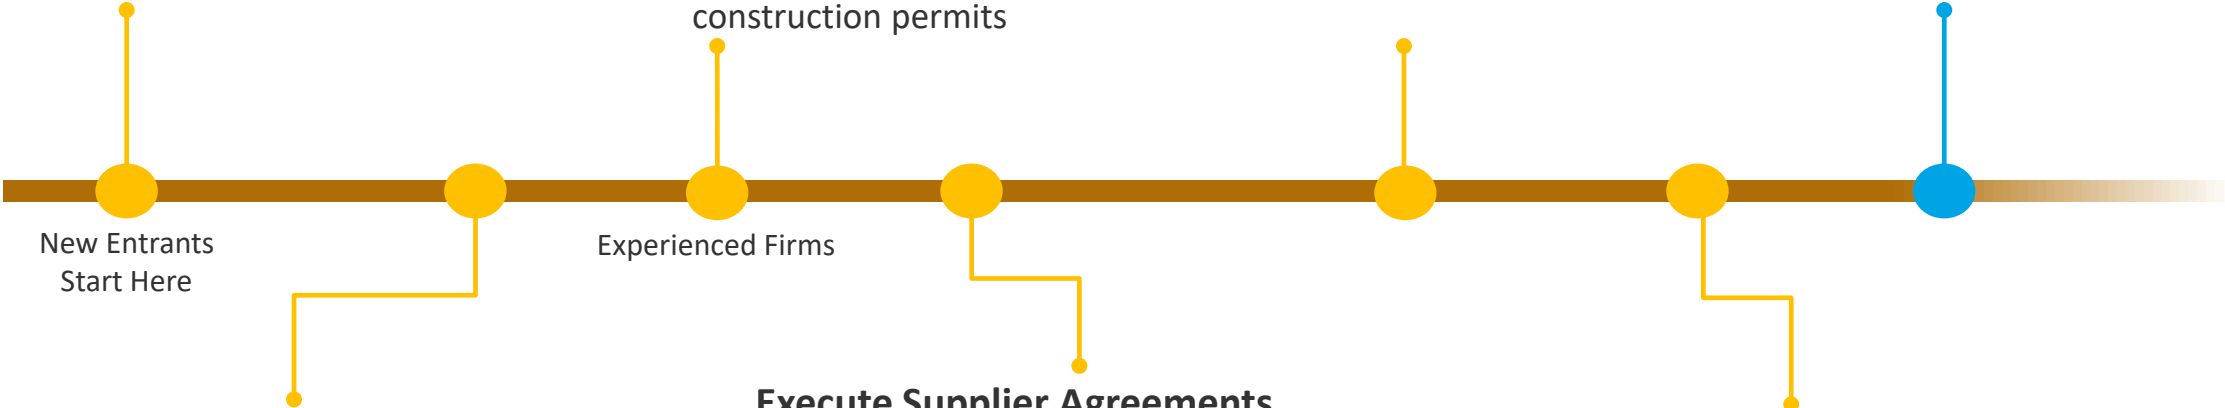 construction permits
New Entrants
Start Here
Experienced Firms
Execute Supplier Agreements